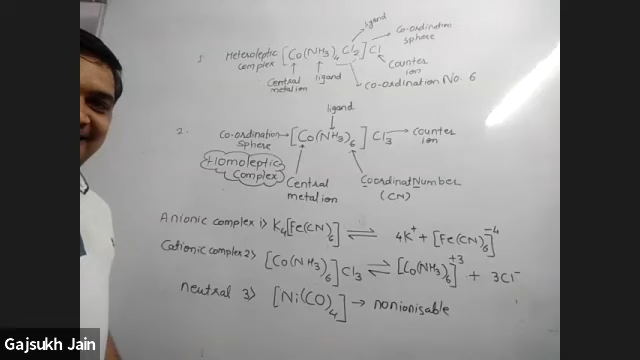 ligand
Co-ordination sphere
1. Heteroleptic complex [Co(NH3)4 Cl2] Cl
Central metal ion
ligand
Co-ordination No. 6
Counter ion
ligand
2. Co-ordination sphere → [Co(NH3)6] Cl3 → Counter ion
Homoleptic complex
Central metal ion
Coordinat Number (CN)
Anionic complex 1> K4[Fe(CN)6] ⇌ 4K+ + [Fe(CN)6]-4
Cationic complex 2> [Co(NH3)6]Cl3 ⇌ [Co(NH3)6]+3 + 3Cl-
neutral 3> [Ni(CO)4] → nonionisable
Gajsukh Jain